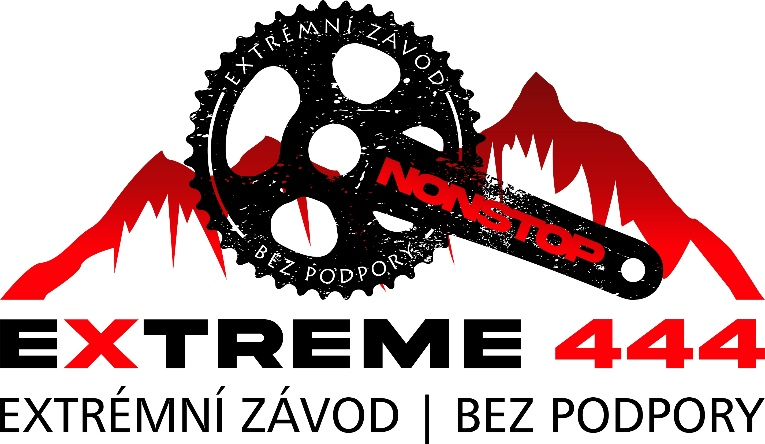 EXTRÉMNÍ ZÁVOD
NONSTOP
BEZ PODPORY
EXTREME 444
EXTRÉMNÍ ZÁVOD | BEZ PODPORY